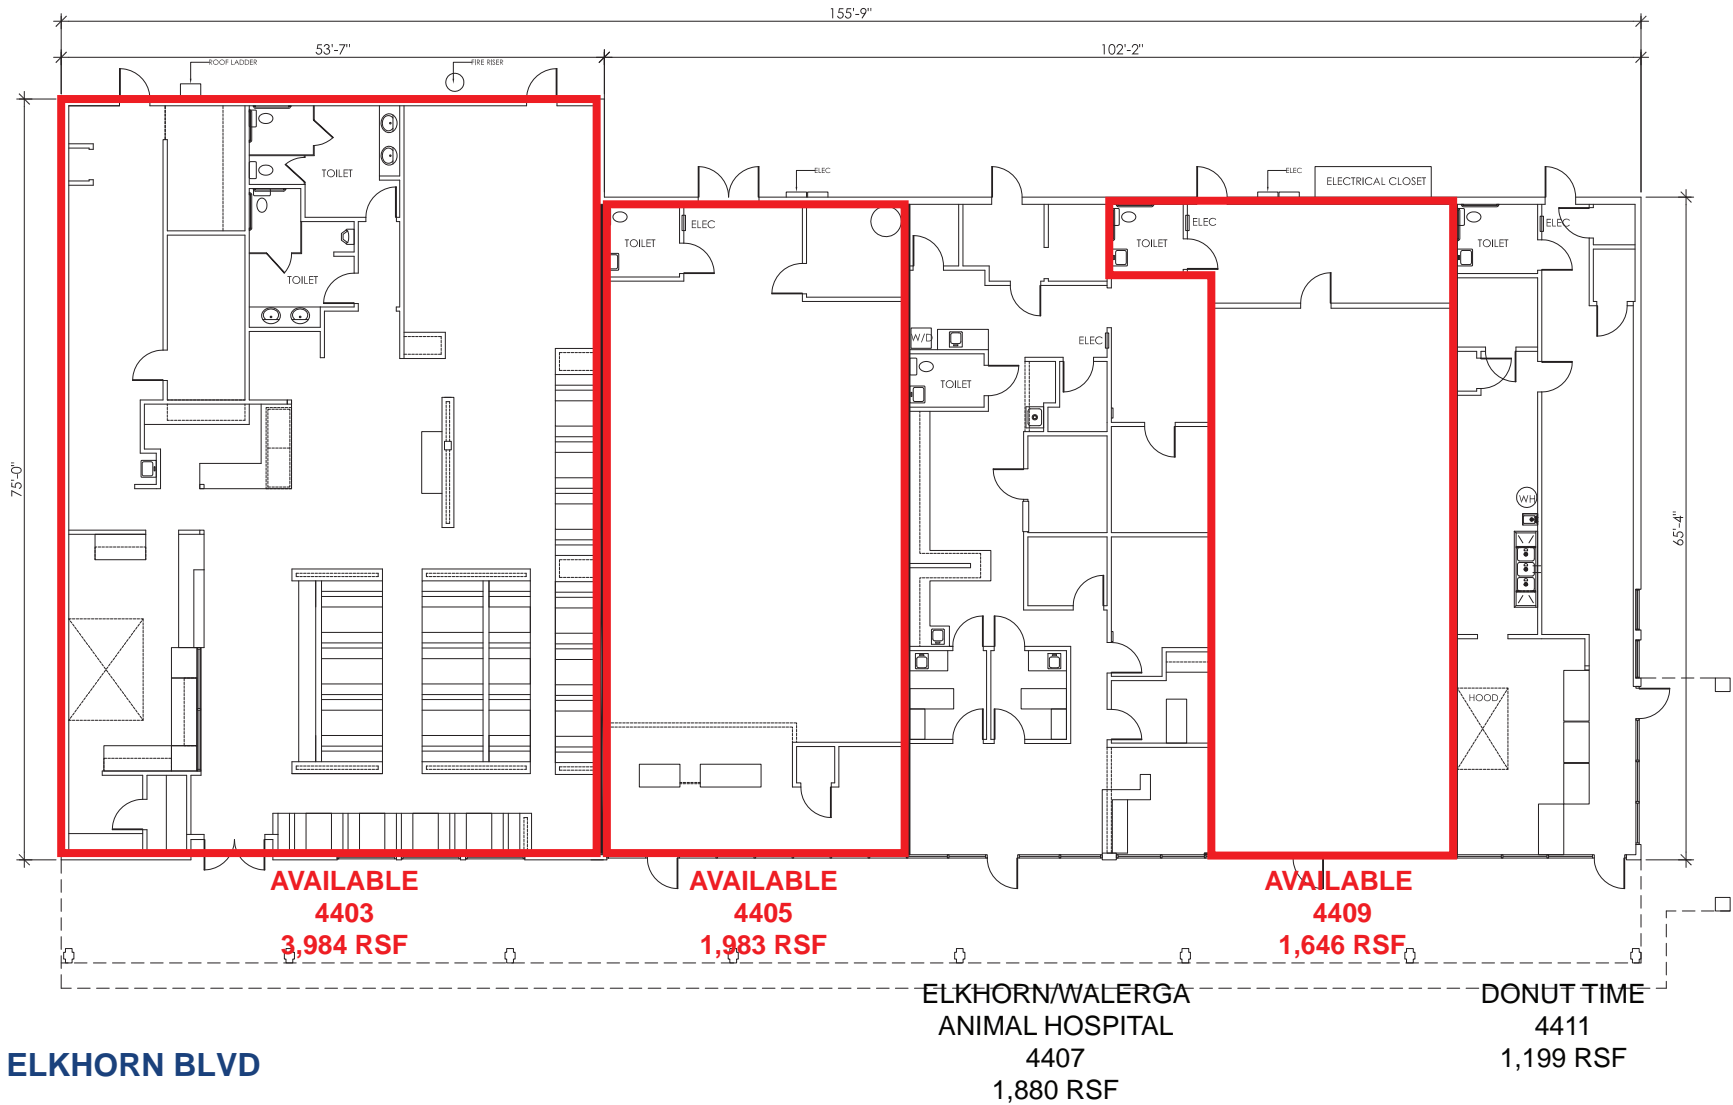 155'-9"
53'-7"
102'-2"
ROOF LADDER
FIRE RISER
ELEC
ELEC
ELECTRICAL CLOSET
TOILET
ELEC
TOILET
ELEC
TOILET
ELEC
TOILET
TOILET
W/D
ELEC
TOILET
75'-0"
WH
65'-4"
HOOD
AVAILABLE
4403
3,984 RSF
AVAILABLE
4405
1,983 RSF
AVAILABLE
4409
1,646 RSF
ELKHORN/WALERGA
ANIMAL HOSPITAL
4407
1,880 RSF
DONUT TIME
4411
1,199 RSF
ELKHORN BLVD